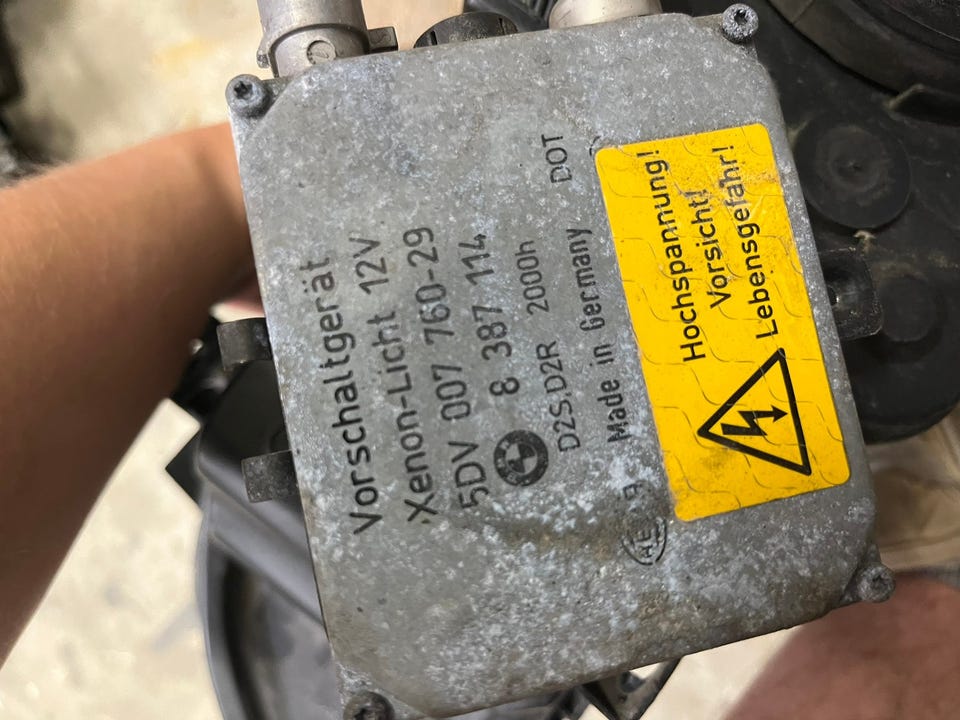 Vorschaltgerät
Xenon-Licht 12V
5DV 007 760-29
8 387 114
D2S,D2R 2000h DOT
Made in Germany
Hochspannung!
Vorsicht!
Lebensgefahr!